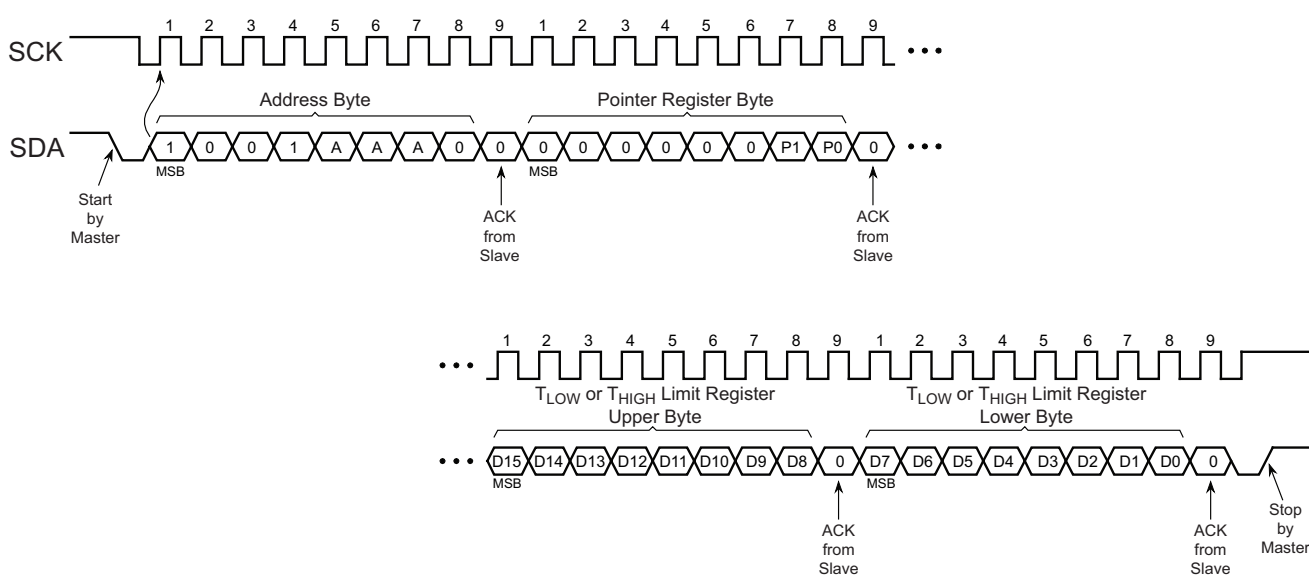 1 2 3 4 5 6 7 8 9 1 2 3 4 5 6 7 8 9
SCK
Address Byte
Pointer Register Byte
SDA
1 0 0 1 A A A 0 0 0 0 0 0 0 0 P1 P0 0
MSB
MSB
Start
by
Master
ACK
from
Slave
ACK
from
Slave
1 2 3 4 5 6 7 8 9 1 2 3 4 5 6 7 8 9
TLOW or THIGH Limit Register
Upper Byte
TLOW or THIGH Limit Register
Lower Byte
D15 D14 D13 D12 D11 D10 D9 D8 0 D7 D6 D5 D4 D3 D2 D1 D0 0
MSB
MSB
ACK
from
Slave
ACK
from
Slave
Stop
by
Master